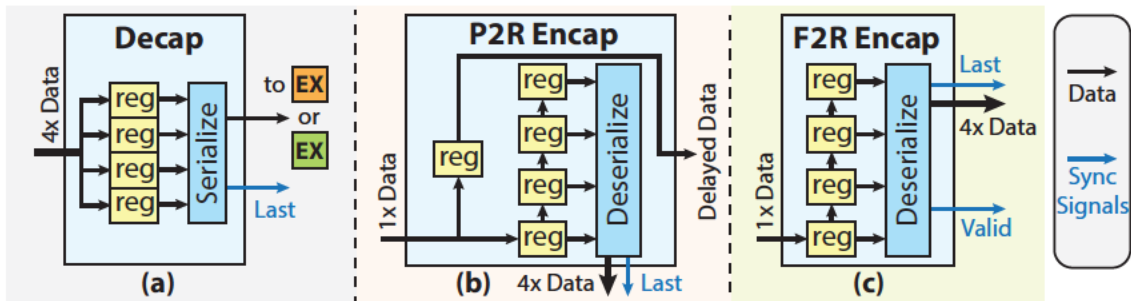 Decap
4x Data
reg
reg
reg
reg
Serialize
to EX
or
EX
Last
(a)
P2R Encap
1x Data
reg
reg
reg
reg
reg
Deserialize
Delayed Data
4x Data
Last
(b)
F2R Encap
1x Data
reg
reg
reg
reg
Deserialize
Last
4x Data
Valid
(c)
Data
Sync
Signals